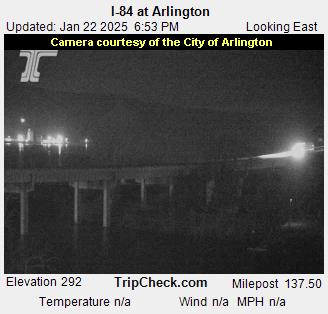 I-84 at Arlington
Updated: Jan 22 2025 6:53 PM Looking East
Camera courtesy of the City of Arlington
Elevation 292 TripCheck.com Milepost 137.50
Temperature n/a Wind n/a MPH n/a